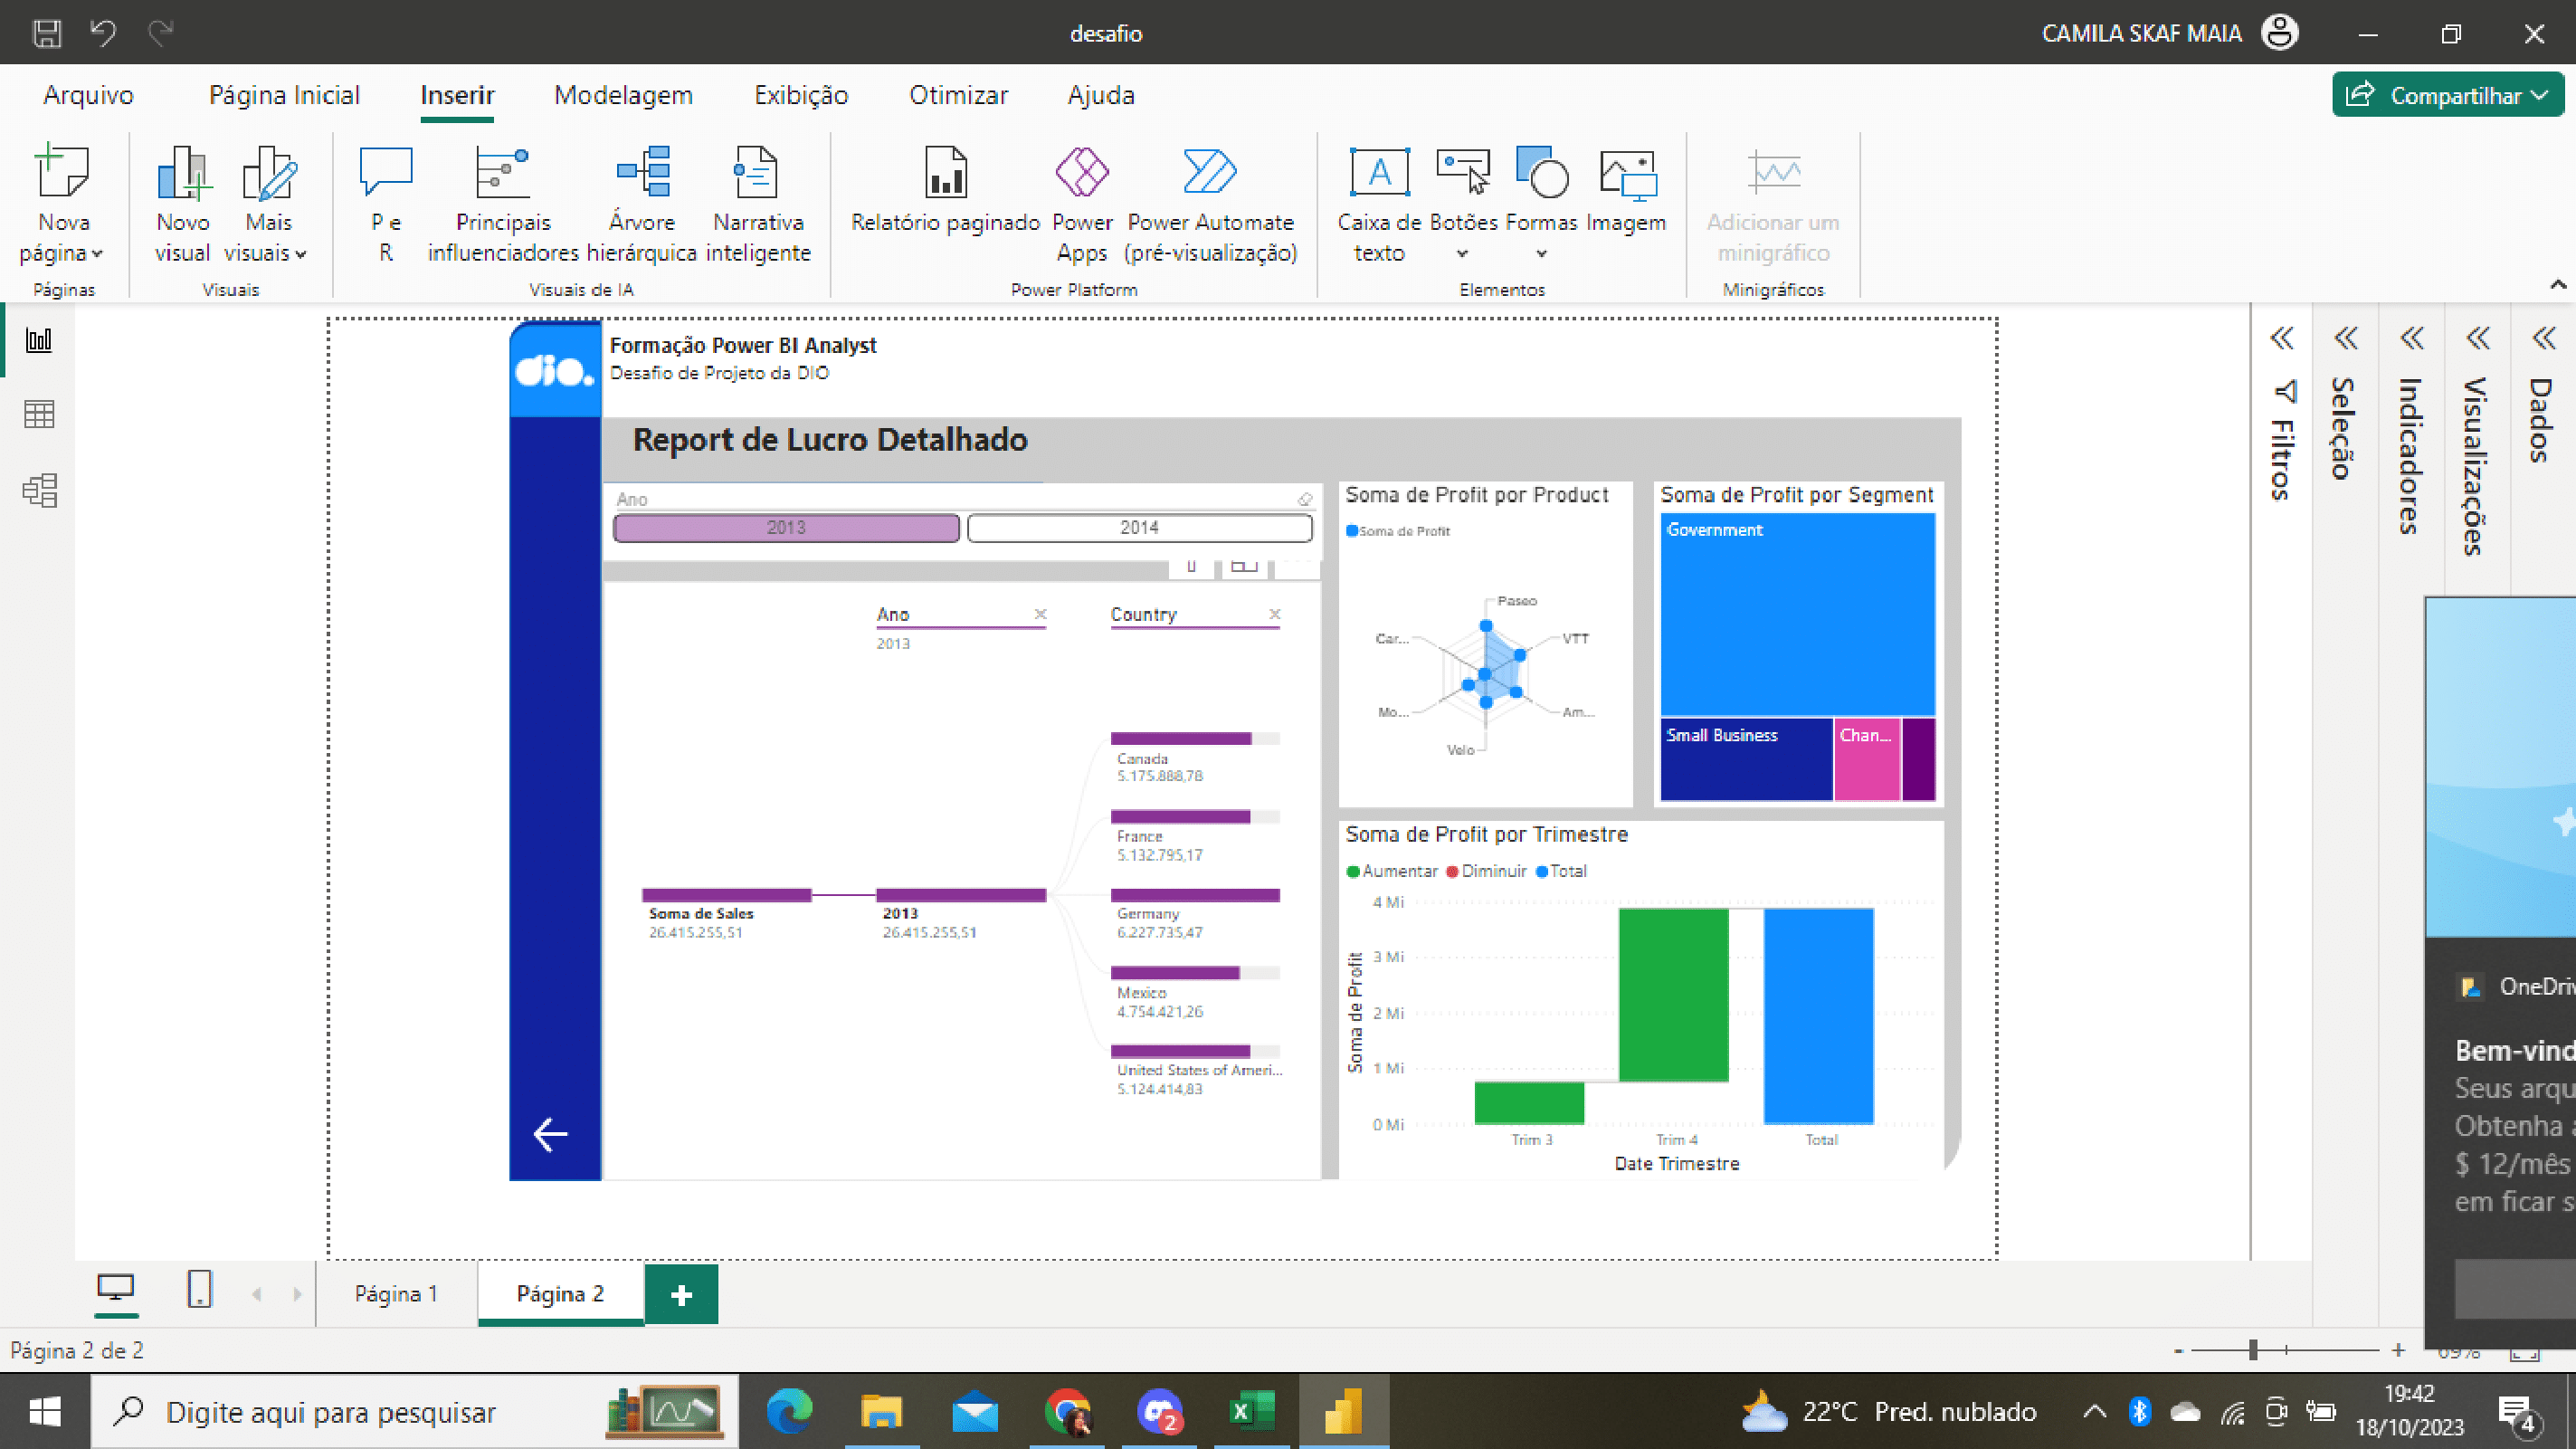 desafio
CAMILA SKAF MAIA
Arquivo
Página Inicial
Inserir
Modelagem
Exibição
Otimizar
Ajuda
Compartilhar
Nova
página
Páginas
Novo
visual
Mais
visuais
Visuais
P e
R
Principais
influenciadores
Árvore
hierárquica
Narrativa
inteligente
Visuais de IA
Relatório paginado
Power
Apps
Power Automate
(pré-visualização)
Power Platform
Caixa de
texto
Botões
Formas
Imagem
Elementos
Adicionar um
minigráfico
Minigráficos
dio.
Formação Power BI Analyst
Desafio de Projeto da DIO
Report de Lucro Detalhado
Ano
2013
2014
Ano
2013
Country
Soma de Sales
26.415.255,51
2013
26.415.255,51
Canada
5.175.888,78
France
5.132.795,17
Germany
6.227.735,47
Mexico
4.754.421,26
United States of Ameri...
5.124.414,83
Soma de Profit por Product
Soma de Profit
Paseo
VTT
Am...
Velo
Mo...
Car...
Soma de Profit por Segment
Government
Small Business
Chan...
Soma de Profit por Trimestre
Aumentar
Diminuir
Total
Soma de Profit
4 Mi
3 Mi
2 Mi
1 Mi
0 Mi
Trim 3
Trim 4
Total
Date Trimestre
Filtros
Seleção
Indicadores
Visualizações
Dados
OneDriv
Bem-vind
Seus arqu
Obtenha a
$ 12/mês
em ficar s
Página 1
Página 2
Página 2 de 2
69%
Digite aqui para pesquisar
2
22°C Pred. nublado
19:42
18/10/2023
4